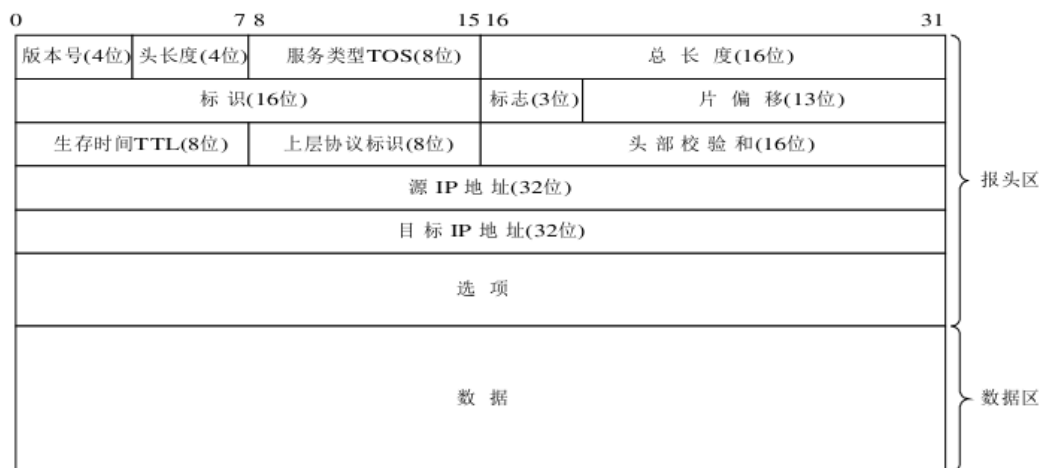 0 7 8 15 16 31
版本号(4位) 头长度(4位) 服务类型TOS(8位) 总 长 度(16位)
标 识(16位) 标志(3位) 片 偏 移(13位)
生存时间TTL(8位) 上层协议标识(8位) 头 部 校 验 和(16位)
源 IP 地 址(32位)
报头区
目 标 IP 地 址(32位)
选 项
数 据
数据区